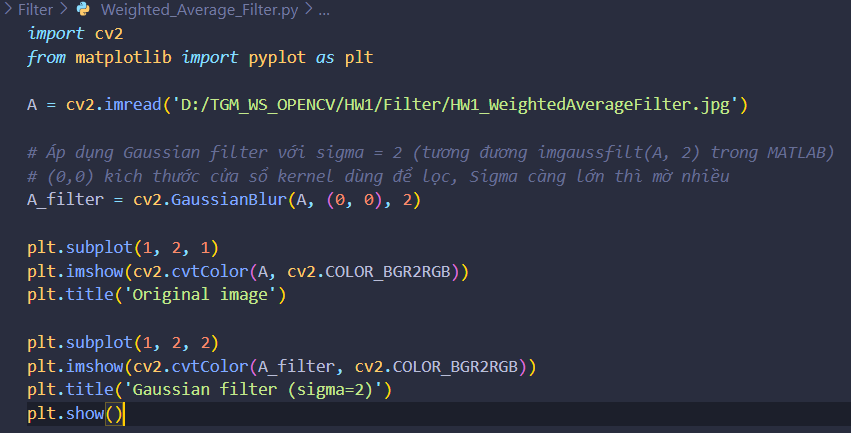 Filter > Weighted_Average_Filter.py > ...
import cv2
from matplotlib import pyplot as plt
A = cv2.imread('D:/TGM_WS_OPENCV/HW1/Filter/HW1_WeightedAverageFilter.jpg')
# Áp dụng Gaussian filter với sigma = 2 (tương đương imgaussfilt(A, 2) trong MATLAB)
# (0,0) kich thước cửa sổ kernel dùng để lọc, Sigma càng lớn thì mờ nhiều
A_filter = cv2.GaussianBlur(A, (0, 0), 2)
plt.subplot(1, 2, 1)
plt.imshow(cv2.cvtColor(A, cv2.COLOR_BGR2RGB))
plt.title('Original image')
plt.subplot(1, 2, 2)
plt.imshow(cv2.cvtColor(A_filter, cv2.COLOR_BGR2RGB))
plt.title('Gaussian filter (sigma=2)')
plt.show()